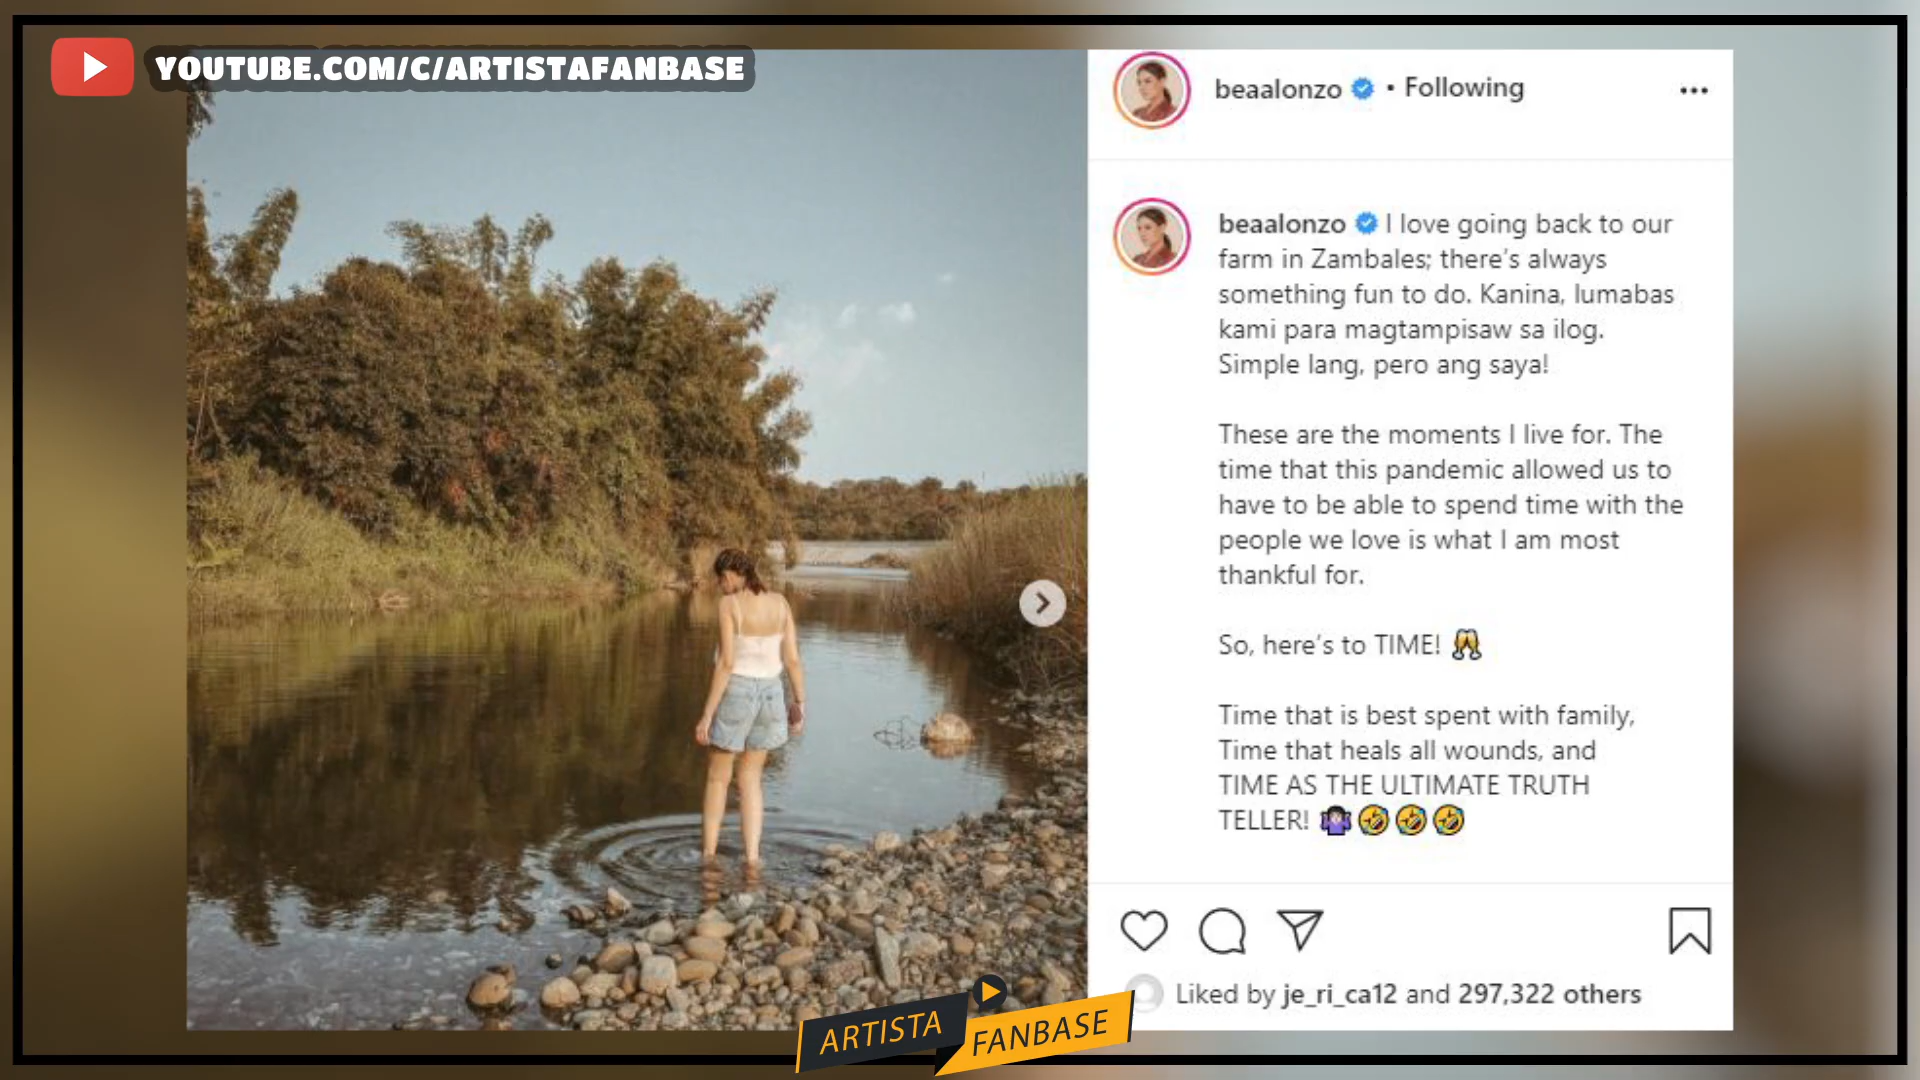 YOUTUBE.COM/C/ARTISTAFANBASE
beaalonzo • Following
beaalonzo I love going back to our
farm in Zambales; there's always
something fun to do. Kanina, lumabas
kami para magtampisaw sa ilog.
Simple lang, pero ang saya!
These are the moments I live for. The
time that this pandemic allowed us to
have to be able to spend time with the
people we love is what I am most
thankful for.
So, here's to TIME! 🥂
Time that is best spent with family,
Time that heals all wounds, and
TIME AS THE ULTIMATE TRUTH
TELLER! 🤷🏻‍♀️🤣🤣🤣
Liked by je_ri_ca12 and 297,322 others
ARTISTA
FANBASE